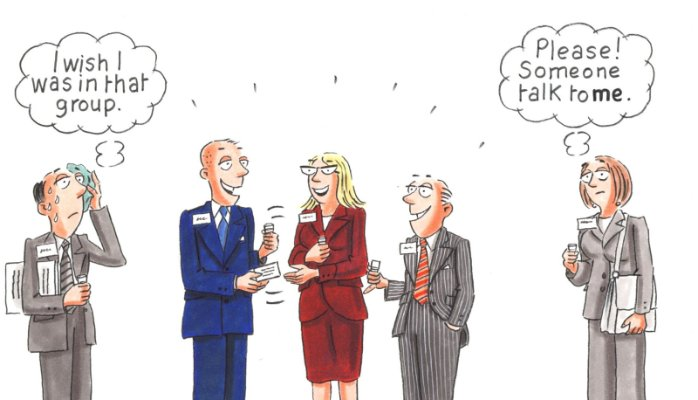 I wish I
was in that
group.
Please!
Someone
talk to me.